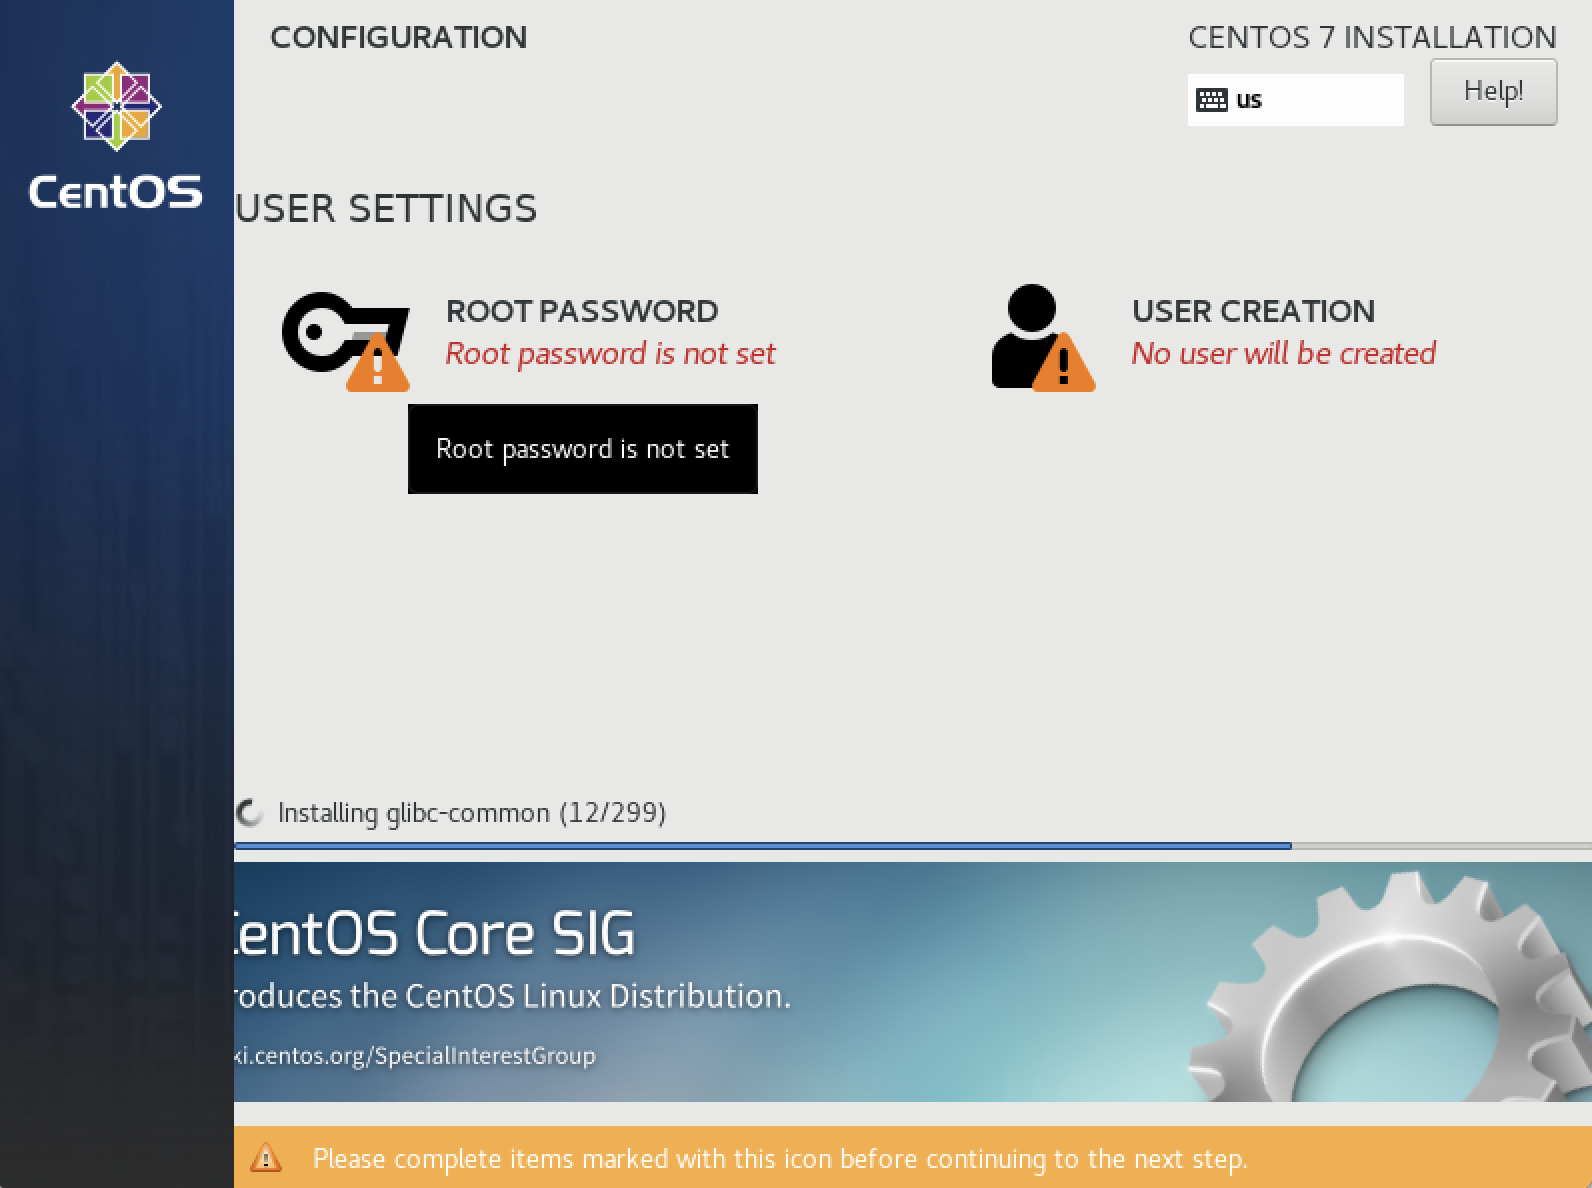 CONFIGURATION
CENTOS 7 INSTALLATION
us
Help!
CentOS
USER SETTINGS
ROOT PASSWORD
Root password is not set
USER CREATION
No user will be created
Root password is not set
Installing glibc-common (12/299)
CentOS Core SIG
roduces the CentOS Linux Distribution.
ki.centos.org/SpecialInterestGroup
Please complete items marked with this icon before continuing to the next step.